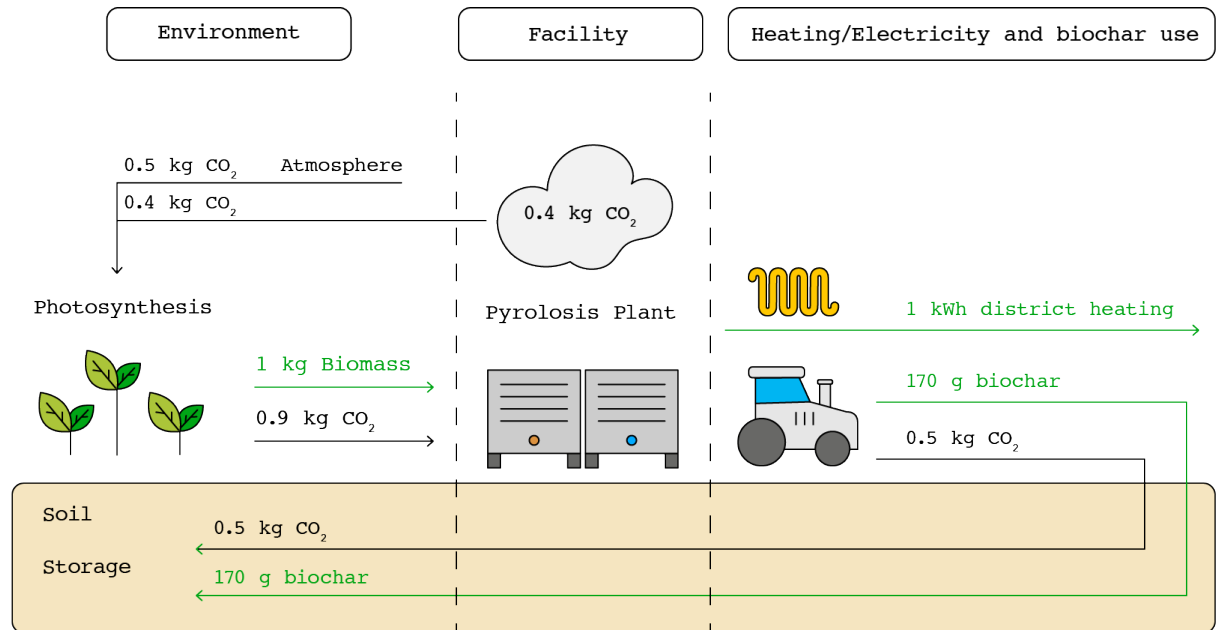 Environment
Facility
Heating/Electricity and biochar use
0.5 kg CO₂ Atmosphere
0.4 kg CO₂
0.4 kg CO₂
Photosynthesis
Pyrolosis Plant
1 kWh district heating
1 kg Biomass
170 g biochar
0.9 kg CO₂
0.5 kg CO₂
Soil
0.5 kg CO₂
Storage
170 g biochar